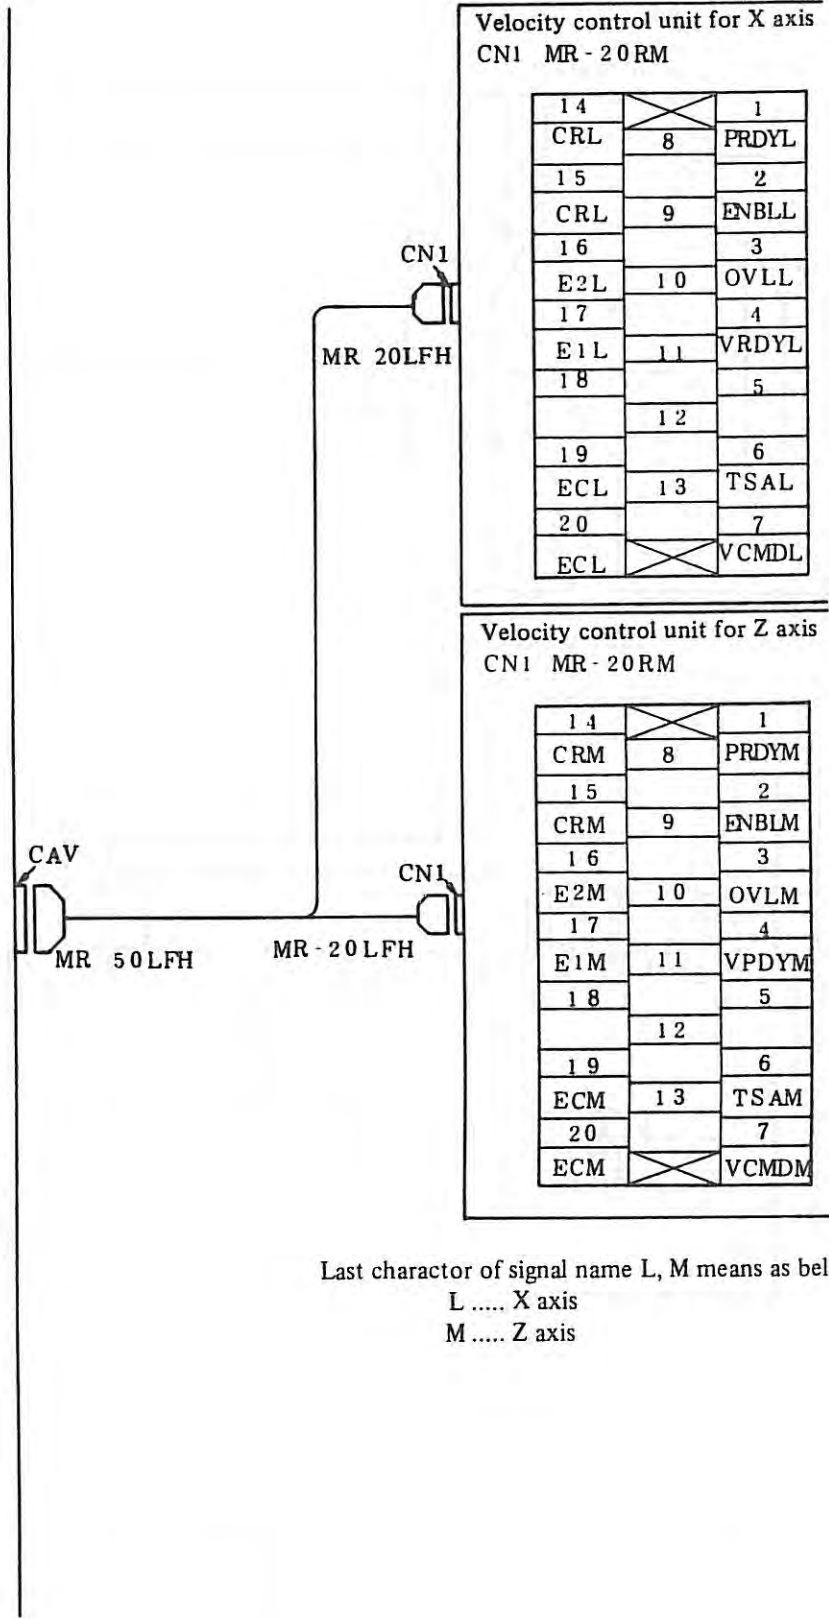 Velocity control unit for X axis
CN1 MR-20RM
14 1
CRL 8 PRDYL
15 2
CRL 9 ENBLL
16 3
E2L 10 OVLL
17 4
E1L 11 VRDYL
18 5
12
19 6
ECL 13 TSAL
20 7
ECL VCMDL
CN1
MR 20LFH
Velocity control unit for Z axis
CN1 MR-20RM
14 1
CRM 8 PRDYM
15 2
CRM 9 ENBLM
16 3
E2M 10 OVLM
17 4
E1M 11 VPDYM
18 5
12
19 6
ECM 13 TSAM
20 7
ECM VCMDM
CAV
MR 50LFH
CN1
MR-20LFH
Last charactor of signal name L, M means as bel
L ..... X axis
M ..... Z axis